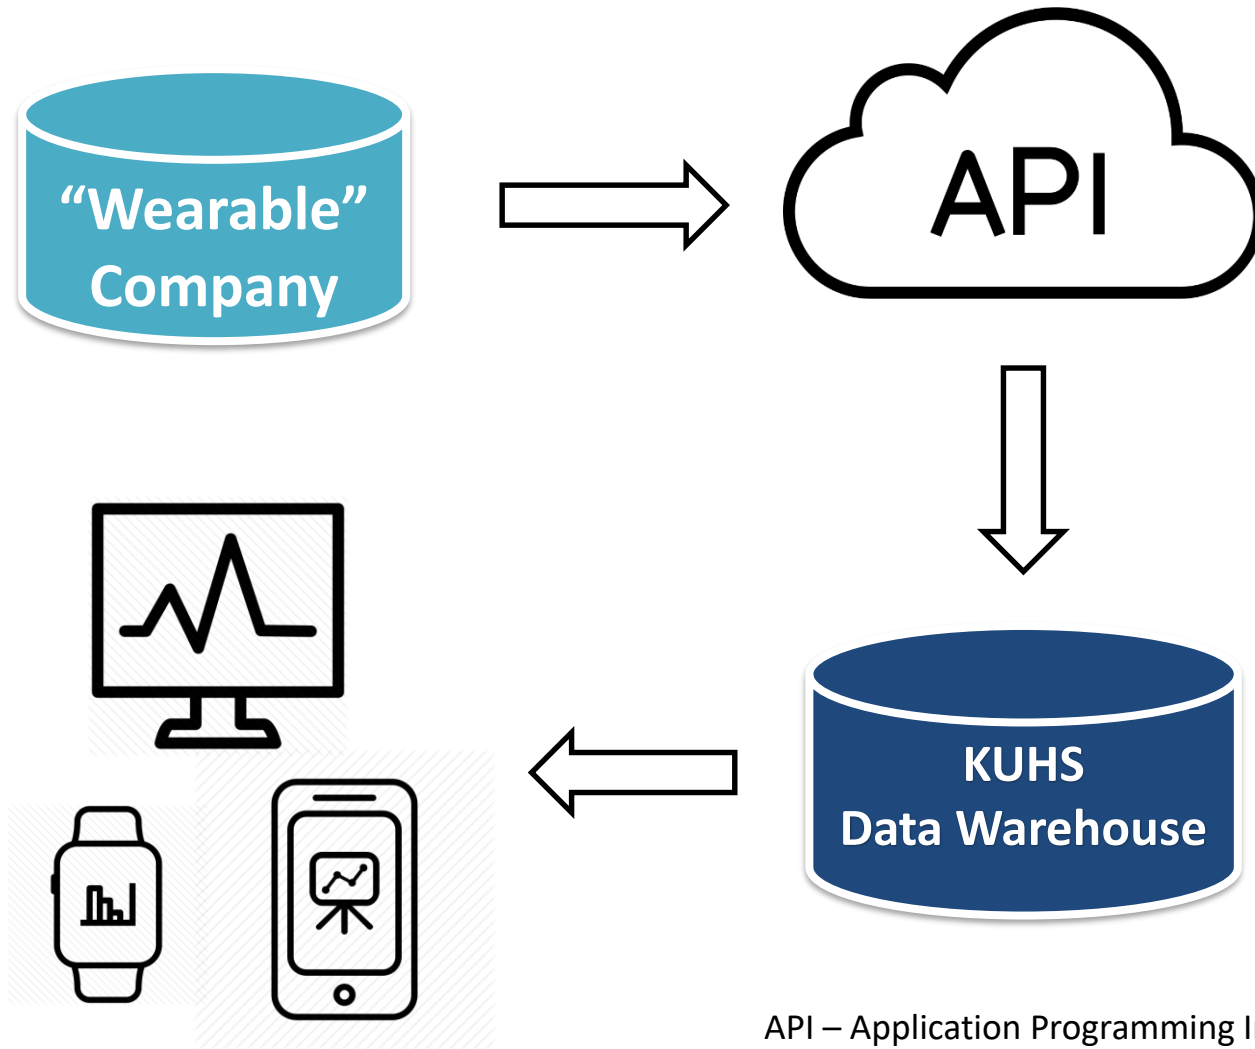 “Wearable”
Company
API
KUHS
Data Warehouse
API – Application Programming